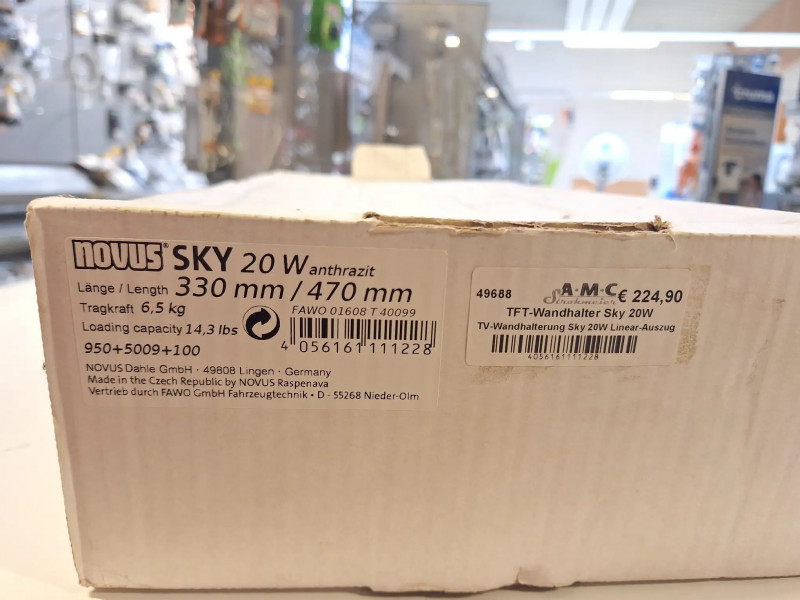 novus® SKY 20 W anthrazit
Länge / Length 330 mm / 470 mm
Tragkraft 6,5 kg
Loading capacity 14,3 lbs
FAWO 01608 T 40099
4 056161 111228
950+5009+100
NOVUS Dahle GmbH · 49808 Lingen · Germany
Made in the Czech Republic by NOVUS Raspenava
Vertrieb durch FAWO GmbH Fahrzeugtechnik • D - 55268 Nieder-Olm
49688
A·M·C
Strohmeier
€ 224,90
TFT-Wandhalter Sky 20W
TV-Wandhalterung Sky 20W Linear-Auszug
4056161111228